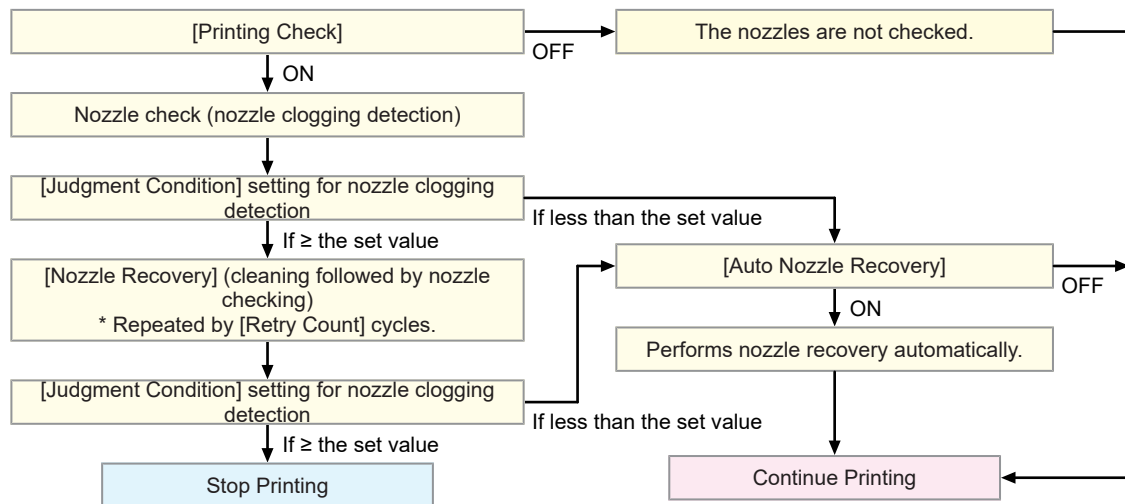 [Printing Check]
OFF
The nozzles are not checked.
ON
Nozzle check (nozzle clogging detection)
[Judgment Condition] setting for nozzle clogging
detection
If less than the set value
If ≥ the set value
[Nozzle Recovery] (cleaning followed by nozzle
checking)
* Repeated by [Retry Count] cycles.
[Auto Nozzle Recovery]
OFF
ON
Performs nozzle recovery automatically.
[Judgment Condition] setting for nozzle clogging
detection
If less than the set value
If ≥ the set value
Stop Printing
Continue Printing